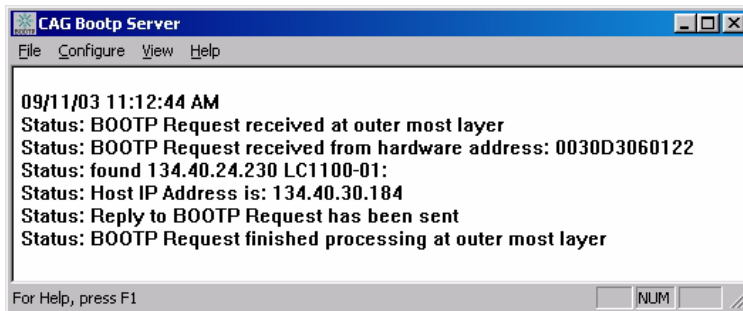 CAG Bootp Server
File Configure View Help
09/11/03 11:12:44 AM
Status: BOOTP Request received at outer most layer
Status: BOOTP Request received from hardware address: 0030D3060122
Status: found 134.40.24.230 LC1100-01:
Status: Host IP Address is: 134.40.30.184
Status: Reply to BOOTP Request has been sent
Status: BOOTP Request finished processing at outer most layer
For Help, press F1 NUM